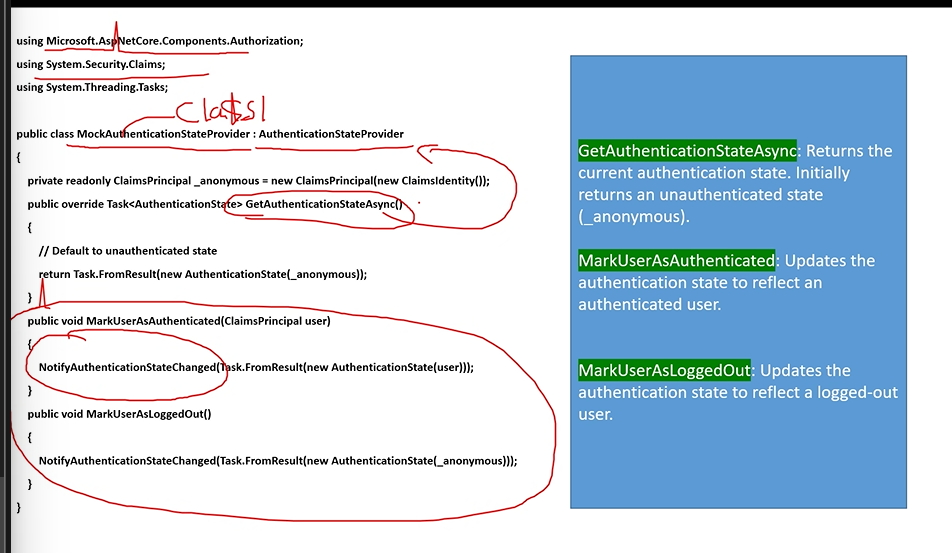 using Microsoft.AspNetCore.Components.Authorization;
using System.Security.Claims;
using System.Threading.Tasks;
Class1
public class MockAuthenticationStateProvider : AuthenticationStateProvider
{
private readonly ClaimsPrincipal _anonymous = new ClaimsPrincipal(new ClaimsIdentity());
public override Task<AuthenticationState> GetAuthenticationStateAsync()
{
// Default to unauthenticated state
return Task.FromResult(new AuthenticationState(_anonymous));
}
public void MarkUserAsAuthenticated(ClaimsPrincipal user)
{
NotifyAuthenticationStateChanged(Task.FromResult(new AuthenticationState(user)));
}
public void MarkUserAsLoggedOut()
{
NotifyAuthenticationStateChanged(Task.FromResult(new AuthenticationState(_anonymous)));
}
}
GetAuthenticationStateAsync: Returns the
current authentication state. Initially
returns an unauthenticated state
(_anonymous).
MarkUserAsAuthenticated: Updates the
authentication state to reflect an
authenticated user.
MarkUserAsLoggedOut: Updates the
authentication state to reflect a logged-out
user.